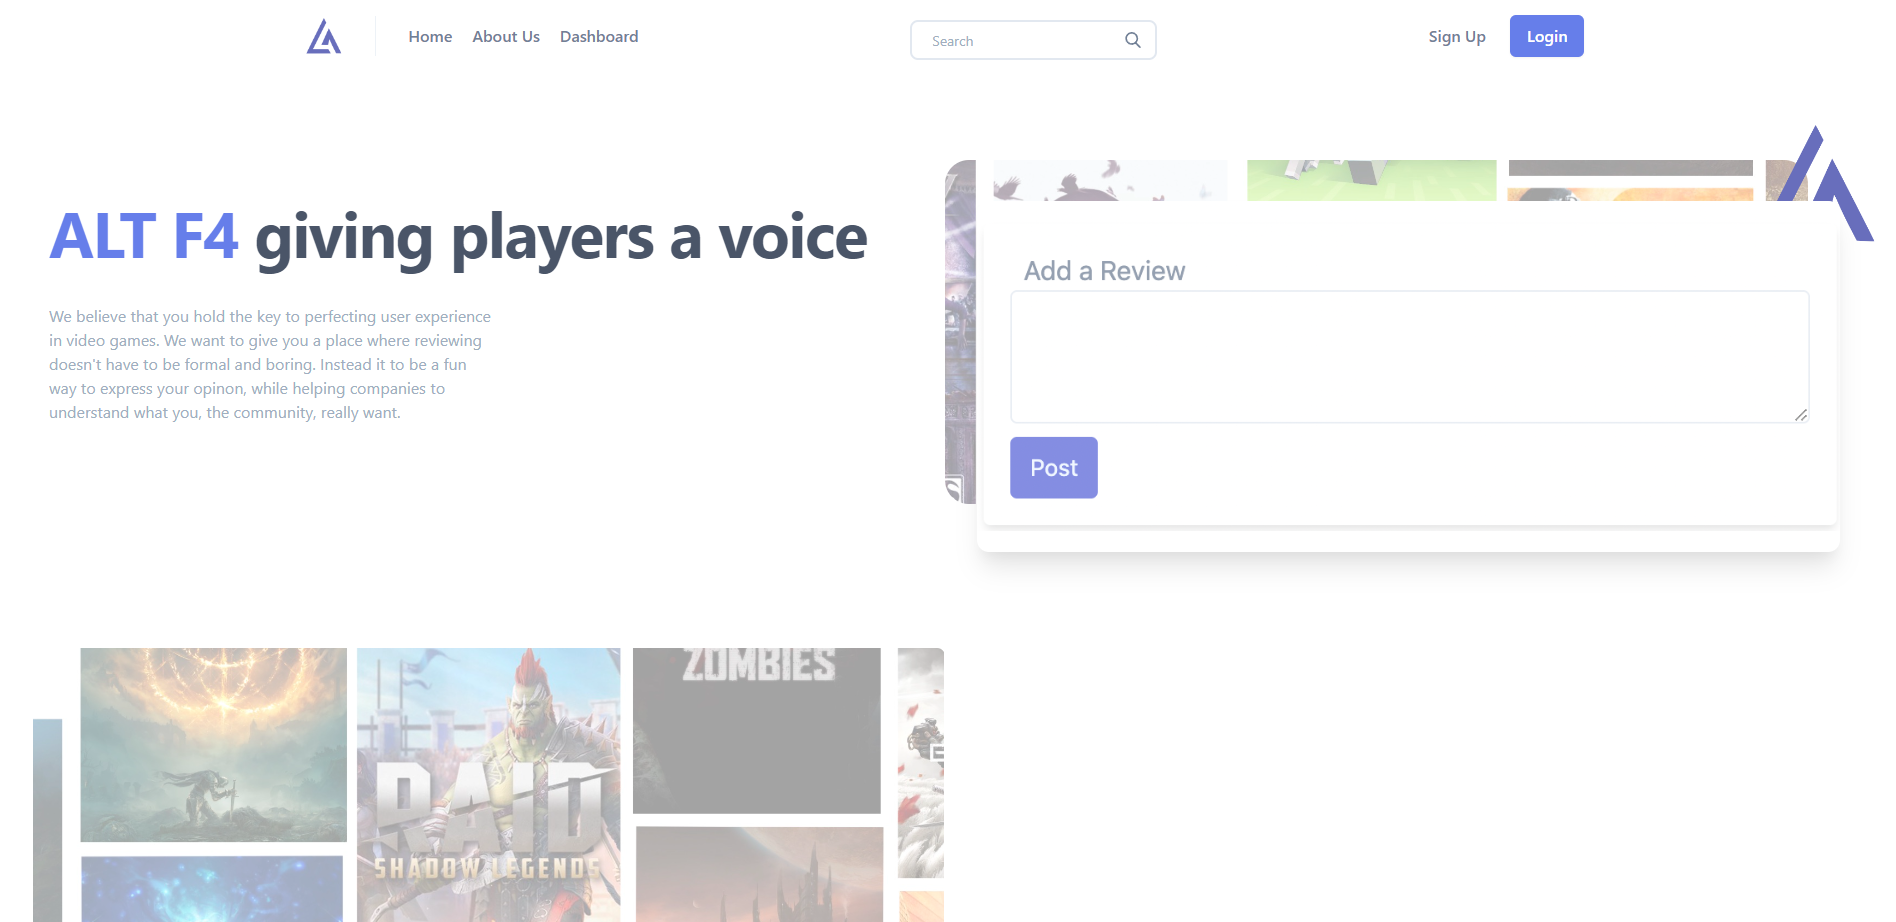 Home About Us Dashboard Search Sign Up Login
ALT F4 giving players a voice
We believe that you hold the key to perfecting user experience
in video games. We want to give you a place where reviewing
doesn't have to be formal and boring. Instead it to be a fun
way to express your opinon, while helping companies to
understand what you, the community, really want.
Add a Review
Post
ZOMBIES
RAID
SHADOW LEGENDS